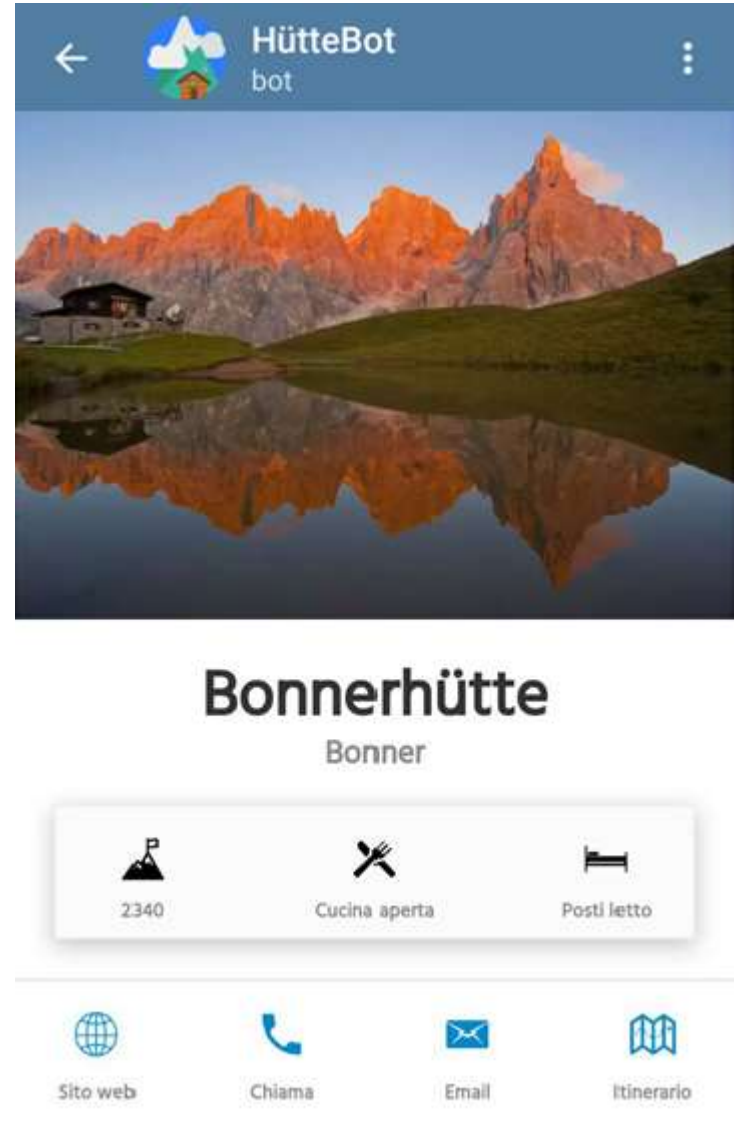 HütteBot
bot
Bonnerhütte
Bonner
2340
Cucina aperta
Posti letto
Sito web
Chiama
Email
Itinerario